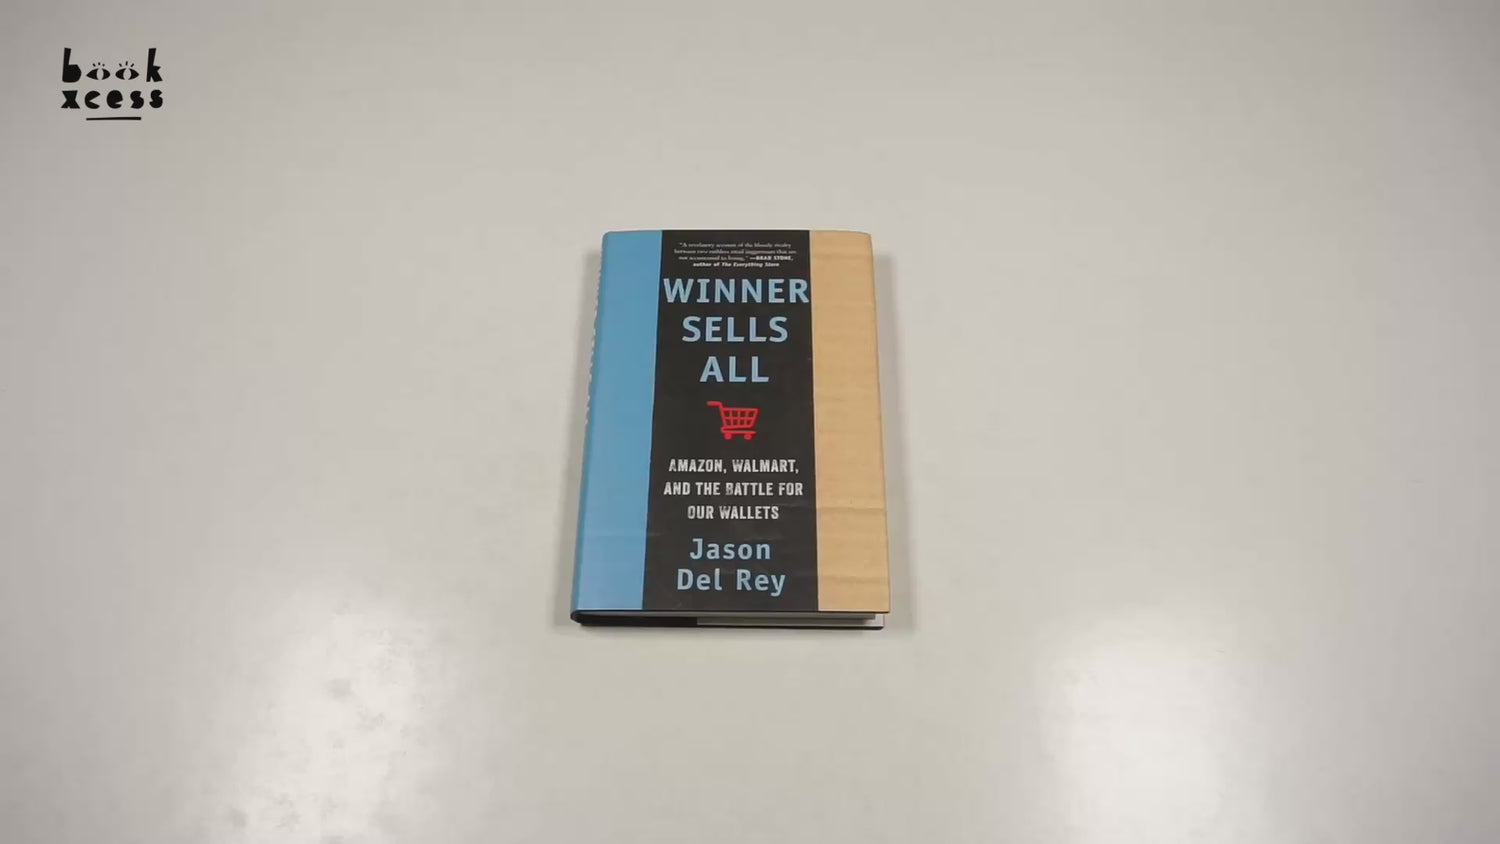 book
xcess
"A revelatory account of the bloody rivalry
between two ruthless retail juggernauts that are
not accustomed to losing." —BRAD STONE,
author of The Everything Store
WINNER
SELLS
ALL
AMAZON, WALMART,
AND THE BATTLE FOR
OUR WALLETS
Jason
Del Rey